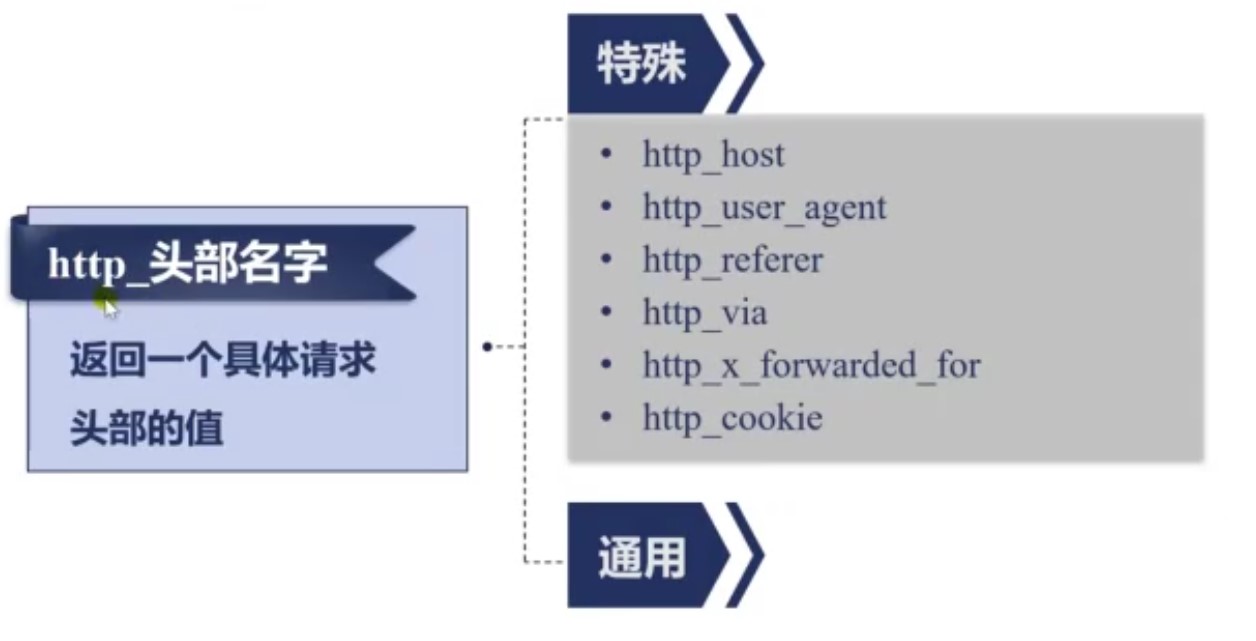 http_头部名字
返回一个具体请求
头部的值
特殊
• http_host
• http_user_agent
• http_referer
• http_via
• http_x_forwarded_for
• http_cookie
通用